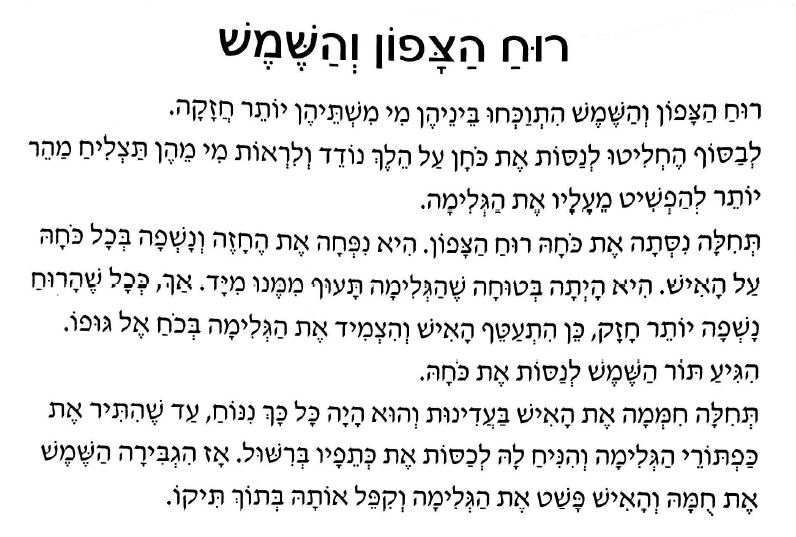 רוּחַ הַצָּפוֹן וְהַשֶּׁמֶשׁ
רוּחַ הַצָּפוֹן וְהַשֶּׁמֶשׁ הִתְוַכְּחוּ בֵּינֵיהֶן מִי מִשְׁתֵּיהֶן יוֹתֵר חֲזָקָה.
לְבַסּוֹף הֶחְלִיטוּ לְנַסּוֹת אֶת כֹּחָן עַל הֵלֶךְ נוֹדֵד וְלִרְאוֹת מִי מֵהֶן תַּצְלִיחַ מַהֵר
יוֹתֵר לְהַפְשִׁיט מֵעָלָיו אֶת הַגְּלִימָה.
תְּחִלָּה נִסְּתָה אֶת כֹּחָהּ רוּחַ הַצָּפוֹן. הִיא נִפְּחָה אֶת הֶחָזֶה וְנָשְׁפָה בְּכָל כֹּחָהּ
עַל הָאִישׁ. הִיא הָיְתָה בְּטוּחָה שֶׁהַגְּלִימָה תָּעוּף מִמֶּנּוּ מִיָּד. אַךְ, כְּכָל שֶׁהָרוּחַ
נָשְׁפָה יוֹתֵר חָזָק, כֵּן הִתְעַטֵּף הָאִישׁ וְהִצְמִיד אֶת הַגְּלִימָה בְּכֹחַ אֶל גּוּפוֹ.
הִגִּיעַ תּוֹר הַשֶּׁמֶשׁ לְנַסּוֹת אֶת כֹּחָהּ.
תְּחִלָּה חִמְּמָה אֶת הָאִישׁ בַּעֲדִינוּת וְהוּא הָיָה כָּל כָּךְ נִנּוֹחַ, עַד שֶׁהִתִּיר אֶת
כַּפְתּוֹרֵי הַגְּלִימָה וְהִנִּיחַ לָהּ לְכַסּוֹת אֶת כְּתֵפָיו בְּרִשּׁוּל. אָז הִגְבִּירָה הַשֶּׁמֶשׁ
אֶת חֻמָּהּ וְהָאִישׁ פָּשַׁט אֶת הַגְּלִימָה וְקִפֵּל אוֹתָהּ בְּתוֹךְ תִּיקוֹ.